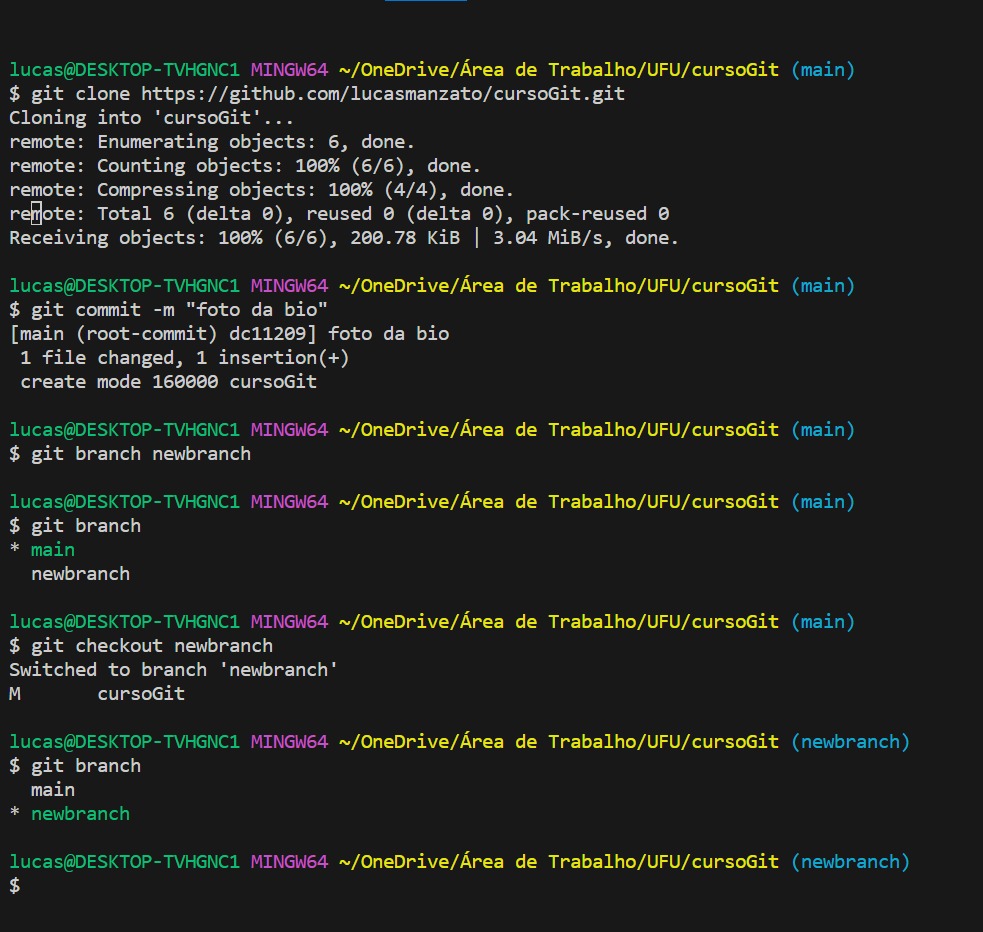 lucas@DESKTOP-TVHGNC1 MINGW64 ~/OneDrive/Área de Trabalho/UFU/cursoGit (main)
$ git clone https://github.com/lucasmanzato/cursoGit.git
Cloning into 'cursoGit'...
remote: Enumerating objects: 6, done.
remote: Counting objects: 100% (6/6), done.
remote: Compressing objects: 100% (4/4), done.
remote: Total 6 (delta 0), reused 0 (delta 0), pack-reused 0
Receiving objects: 100% (6/6), 200.78 KiB | 3.04 MiB/s, done.
lucas@DESKTOP-TVHGNC1 MINGW64 ~/OneDrive/Área de Trabalho/UFU/cursoGit (main)
$ git commit -m "foto da bio"
[main (root-commit) dc11209] foto da bio
 1 file changed, 1 insertion(+)
 create mode 160000 cursoGit
lucas@DESKTOP-TVHGNC1 MINGW64 ~/OneDrive/Área de Trabalho/UFU/cursoGit (main)
$ git branch newbranch
lucas@DESKTOP-TVHGNC1 MINGW64 ~/OneDrive/Área de Trabalho/UFU/cursoGit (main)
$ git branch
* main
  newbranch
lucas@DESKTOP-TVHGNC1 MINGW64 ~/OneDrive/Área de Trabalho/UFU/cursoGit (main)
$ git checkout newbranch
Switched to branch 'newbranch'
M       cursoGit
lucas@DESKTOP-TVHGNC1 MINGW64 ~/OneDrive/Área de Trabalho/UFU/cursoGit (newbranch)
$ git branch
  main
* newbranch
lucas@DESKTOP-TVHGNC1 MINGW64 ~/OneDrive/Área de Trabalho/UFU/cursoGit (newbranch)
$